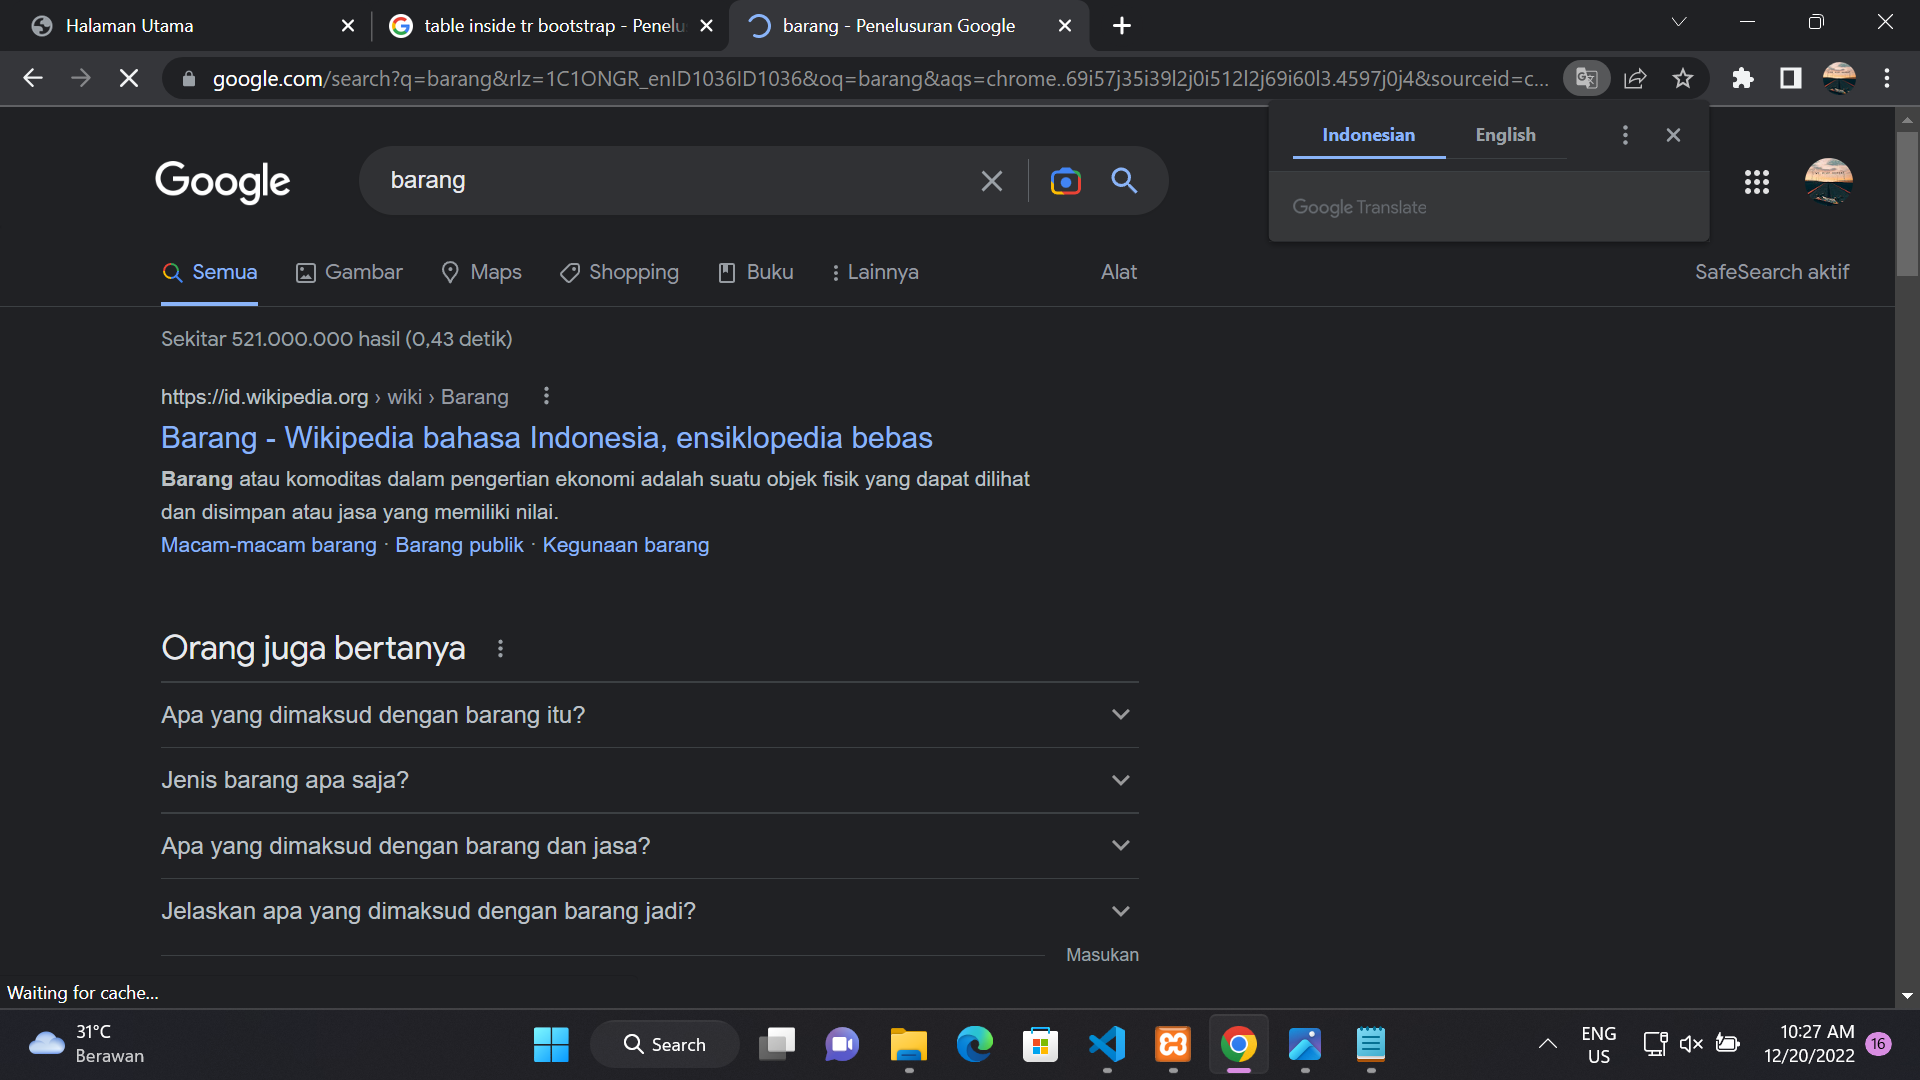 Halaman Utama
table inside tr bootstrap - Penelu
barang - Penelusuran Google
google.com/search?q=barang&rlz=1C1ONGR_enID1036ID1036&oq=barang&aqs=chrome..69i57j35i39l2j0i512l2j69i60l3.4597j0j4&sourceid=c...
Indonesian
English
Google Translate
Google
barang
Semua
Gambar
Maps
Shopping
Buku
Lainnya
Alat
SafeSearch aktif
Sekitar 521.000.000 hasil (0,43 detik)
https://id.wikipedia.org › wiki › Barang
Barang - Wikipedia bahasa Indonesia, ensiklopedia bebas
Barang atau komoditas dalam pengertian ekonomi adalah suatu objek fisik yang dapat dilihat
dan disimpan atau jasa yang memiliki nilai.
Macam-macam barang · Barang publik · Kegunaan barang
Orang juga bertanya
Apa yang dimaksud dengan barang itu?
Jenis barang apa saja?
Apa yang dimaksud dengan barang dan jasa?
Jelaskan apa yang dimaksud dengan barang jadi?
Masukan
Waiting for cache...
31°C
Berawan
Search
ENG
US
10:27 AM
12/20/2022
16